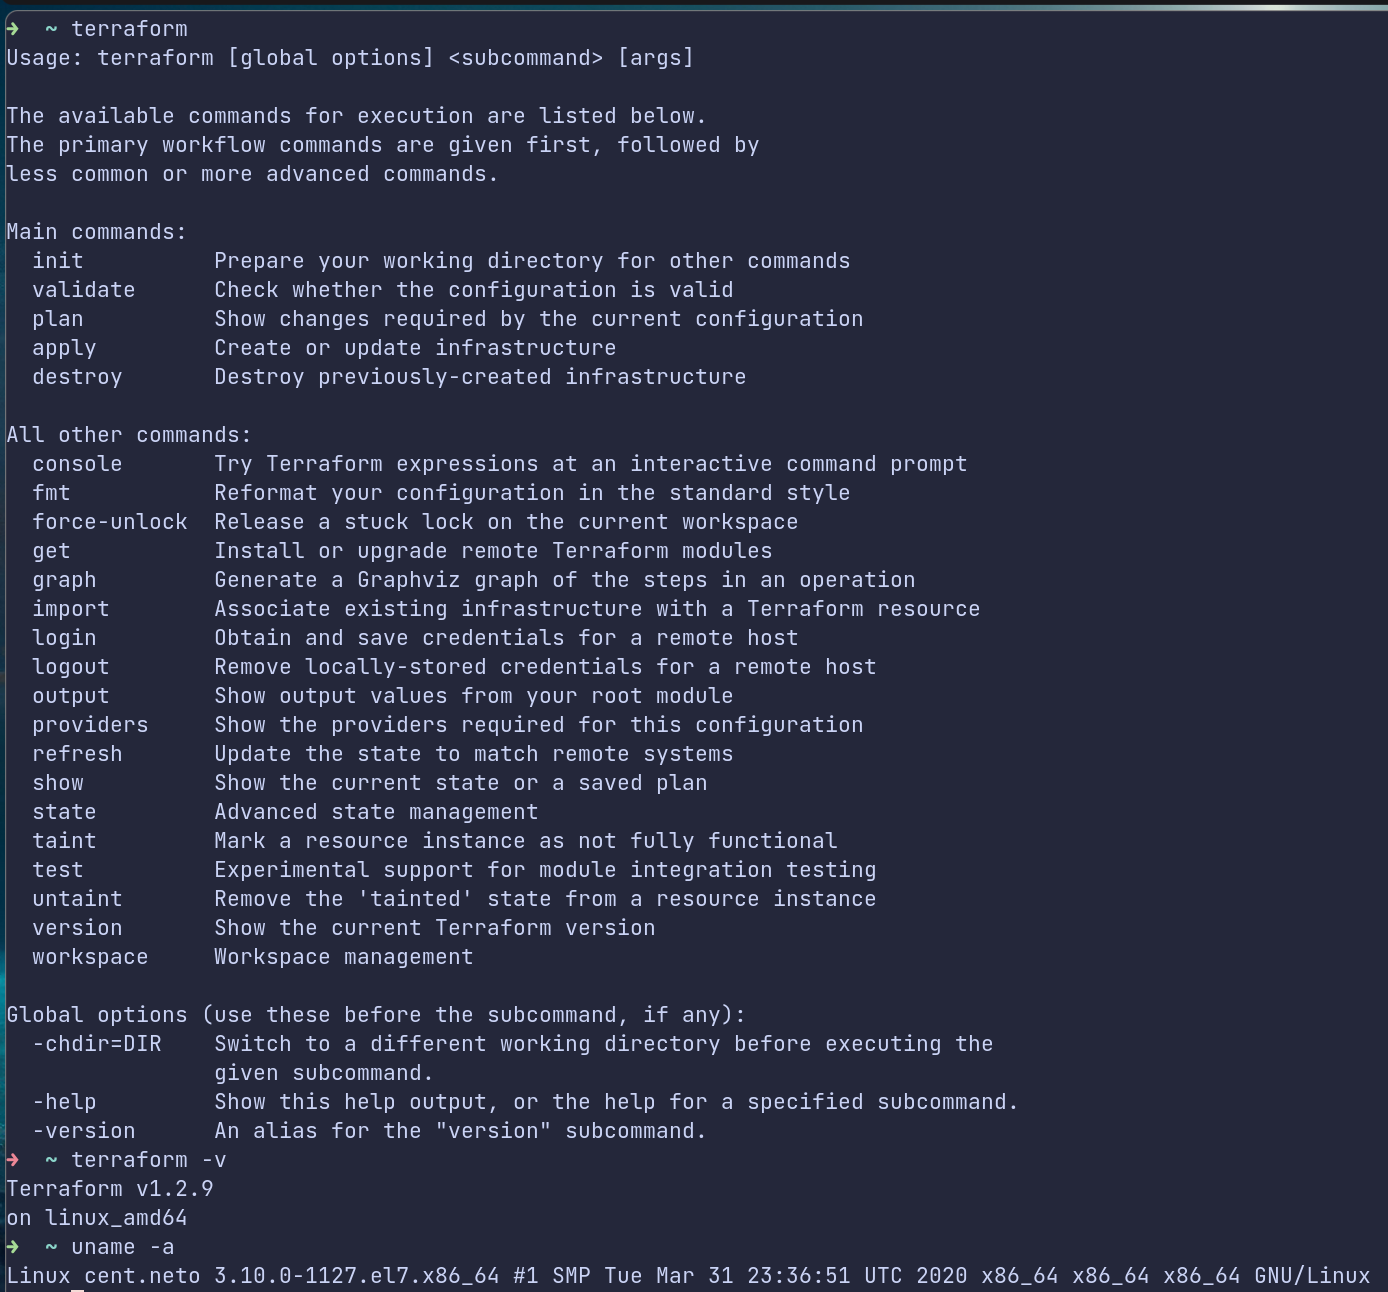 ➜  ~ terraform
Usage: terraform [global options] <subcommand> [args]

The available commands for execution are listed below.
The primary workflow commands are given first, followed by
less common or more advanced commands.

Main commands:
  init          Prepare your working directory for other commands
  validate      Check whether the configuration is valid
  plan          Show changes required by the current configuration
  apply         Create or update infrastructure
  destroy       Destroy previously-created infrastructure

All other commands:
  console       Try Terraform expressions at an interactive command prompt
  fmt           Reformat your configuration in the standard style
  force-unlock  Release a stuck lock on the current workspace
  get           Install or upgrade remote Terraform modules
  graph         Generate a Graphviz graph of the steps in an operation
  import        Associate existing infrastructure with a Terraform resource
  login         Obtain and save credentials for a remote host
  logout        Remove locally-stored credentials for a remote host
  output        Show output values from your root module
  providers     Show the providers required for this configuration
  refresh       Update the state to match remote systems
  show          Show the current state or a saved plan
  state         Advanced state management
  taint         Mark a resource instance as not fully functional
  test          Experimental support for module integration testing
  untaint       Remove the 'tainted' state from a resource instance
  version       Show the current Terraform version
  workspace     Workspace management

Global options (use these before the subcommand, if any):
  -chdir=DIR    Switch to a different working directory before executing the
                given subcommand.
  -help         Show this help output, or the help for a specified subcommand.
  -version      An alias for the "version" subcommand.
➜  ~ terraform -v
Terraform v1.2.9
on linux_amd64
➜  ~ uname -a
Linux cent.neto 3.10.0-1127.el7.x86_64 #1 SMP Tue Mar 31 23:36:51 UTC 2020 x86_64 x86_64 x86_64 GNU/Linux